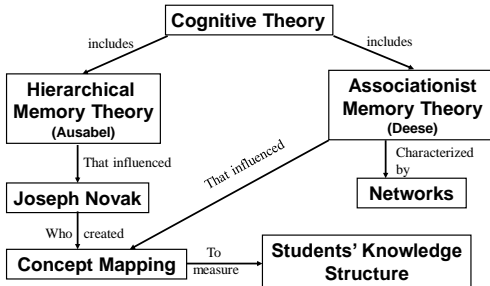 Cognitive Theory
includes
includes
Hierarchical
Memory Theory
(Ausabel)
Associationist
Memory Theory
(Deese)
That influenced
That influenced
Characterized
by
Joseph Novak
Networks
Who created
Concept Mapping
To
measure
Students' Knowledge
Structure